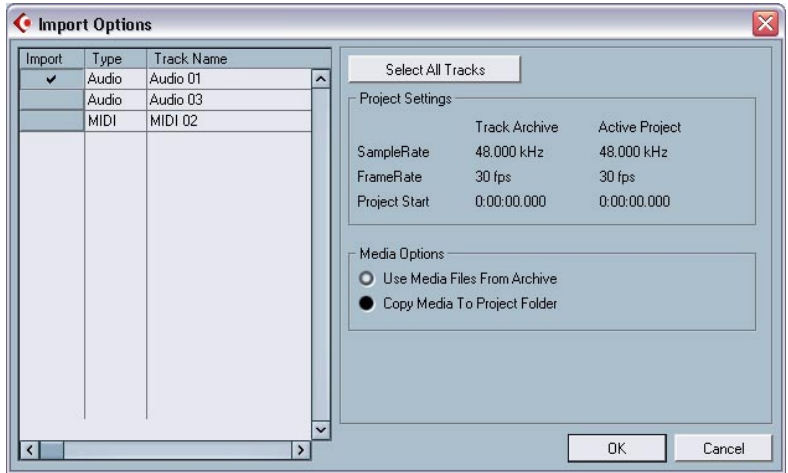 Import Options
Import Type Track Name
✔ Audio Audio 01
Audio Audio 03
MIDI MIDI 02
Select All Tracks
Project Settings
Track Archive Active Project
SampleRate 48.000 kHz 48.000 kHz
FrameRate 30 fps 30 fps
Project Start 0:00:00.000 0:00:00.000
Media Options
Use Media Files From Archive
Copy Media To Project Folder
OK Cancel